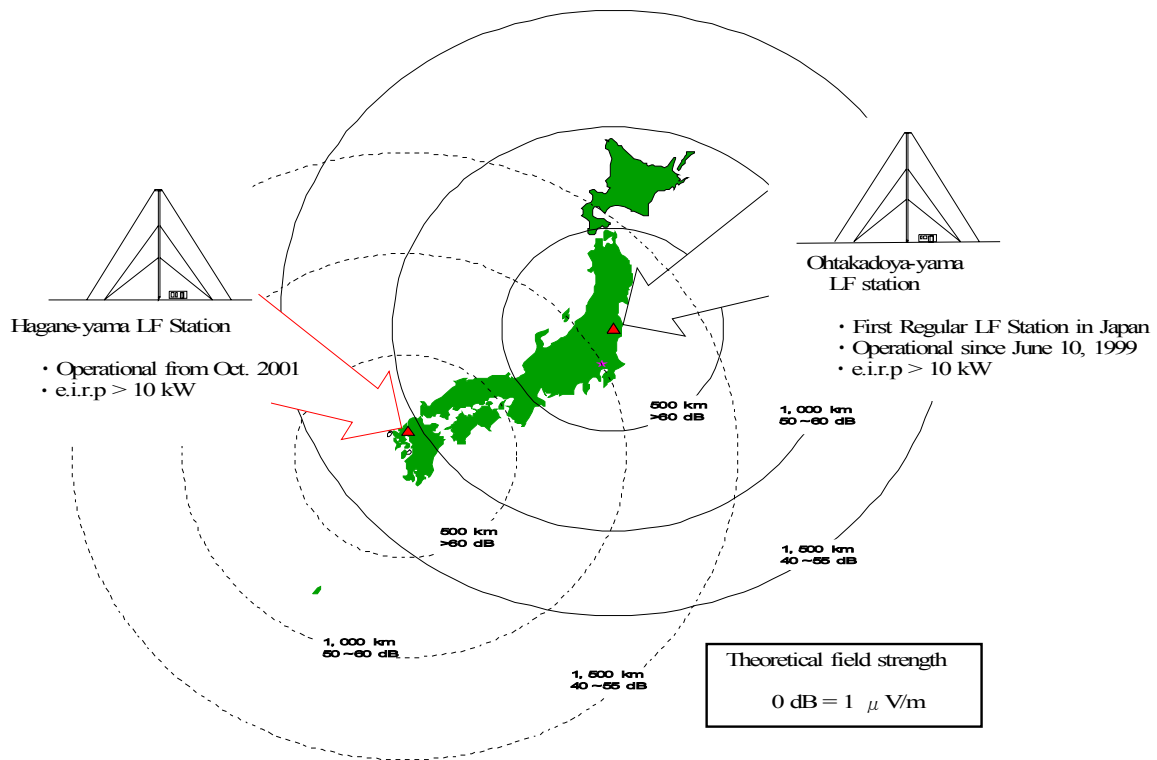 Hagane-yama LF Station
・Operational from Oct. 2001
・e.i.r.p > 10 kW
Ohtakadoya-yama
LF station
・First Regular LF Station in Japan
・Operational since June 10, 1999
・e.i.r.p > 10 kW
500 km
>60 dB
1, 000 km
50~60 dB
1, 500 km
40~55 dB
500 km
>60 dB
1, 000 km
50~60 dB
1, 500 km
40~55 dB
Theoretical field strength
0 dB = 1 μ V/m